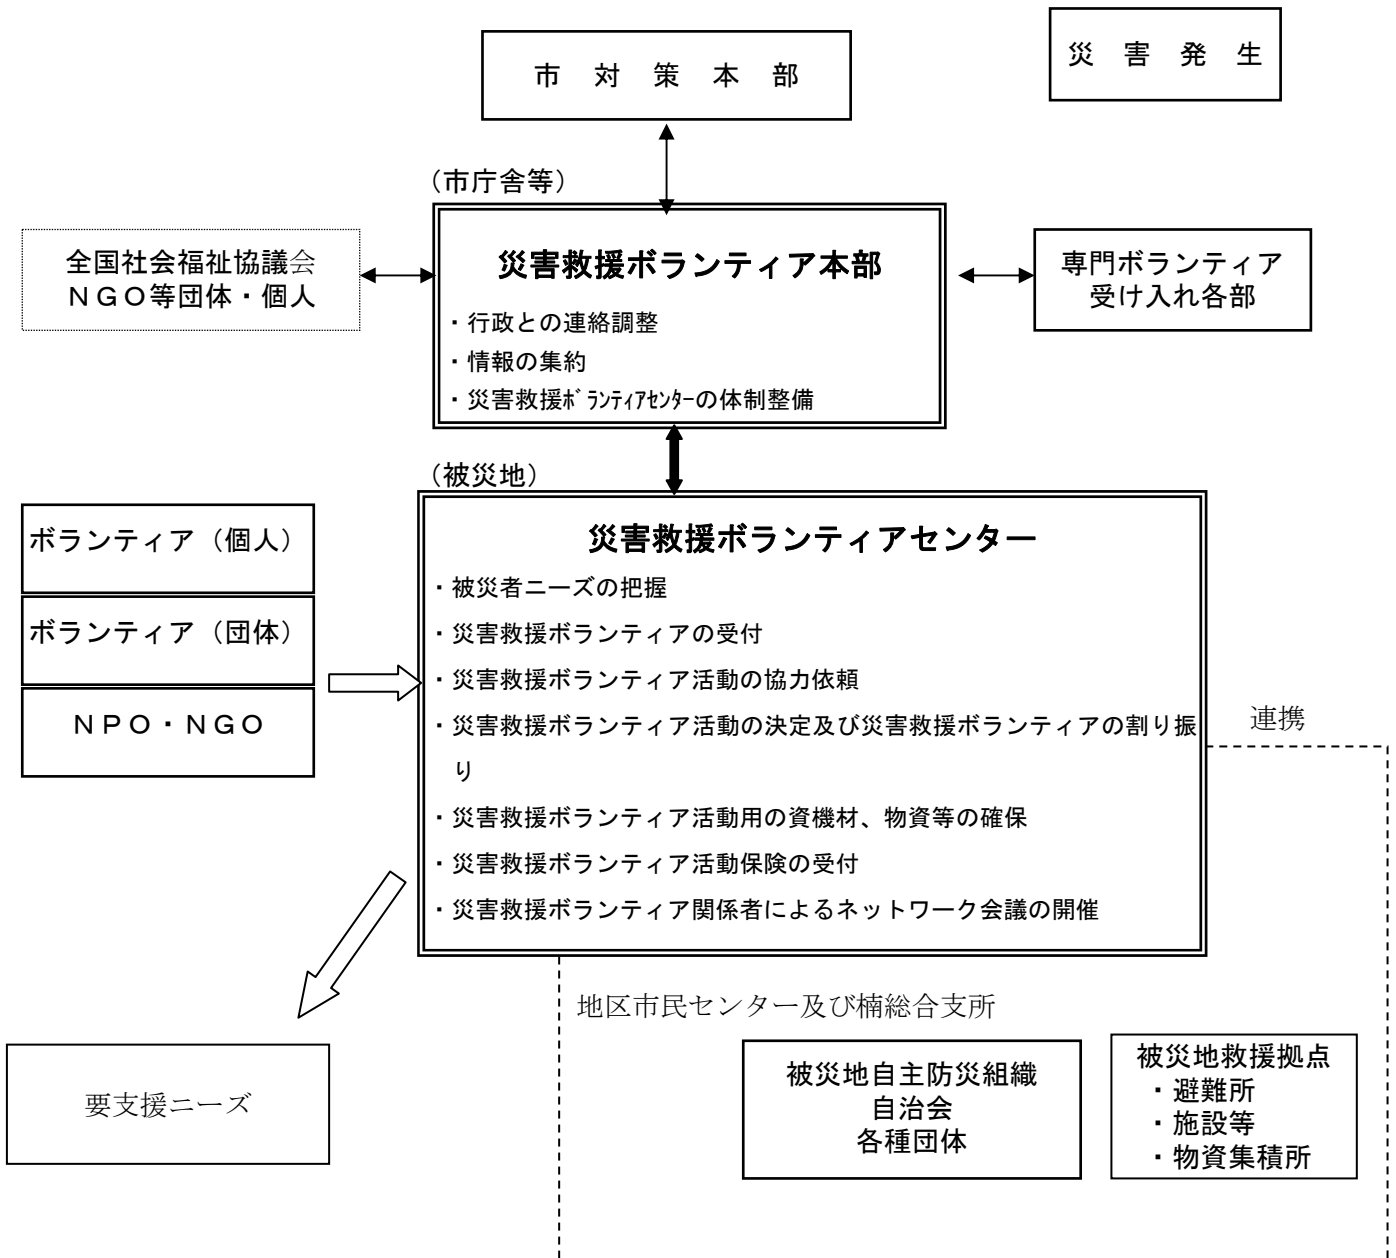 災　害　発　生
市　対　策　本　部
（市庁舎等）
全国社会福祉協議会
ＮＧＯ等団体・個人
災害救援ボランティア本部
・行政との連絡調整
・情報の集約
・災害救援ﾎﾞﾗﾝﾃｨｱｾﾝﾀｰの体制整備
専門ボランティア
受け入れ各部
（被災地）
ボランティア（個人）
ボランティア（団体）
ＮＰＯ・ＮＧＯ
災害救援ボランティアセンター
・被災者ニーズの把握
・災害救援ボランティアの受付
・災害救援ボランティア活動の協力依頼
・災害救援ボランティア活動の決定及び災害救援ボランティアの割り振
り
・災害救援ボランティア活動用の資機材、物資等の確保
・災害救援ボランティア活動保険の受付
・災害救援ボランティア関係者によるネットワーク会議の開催
連携
地区市民センター及び楠総合支所
要支援ニーズ
被災地自主防災組織
自治会
各種団体
被災地救援拠点
・避難所
・施設等
・物資集積所